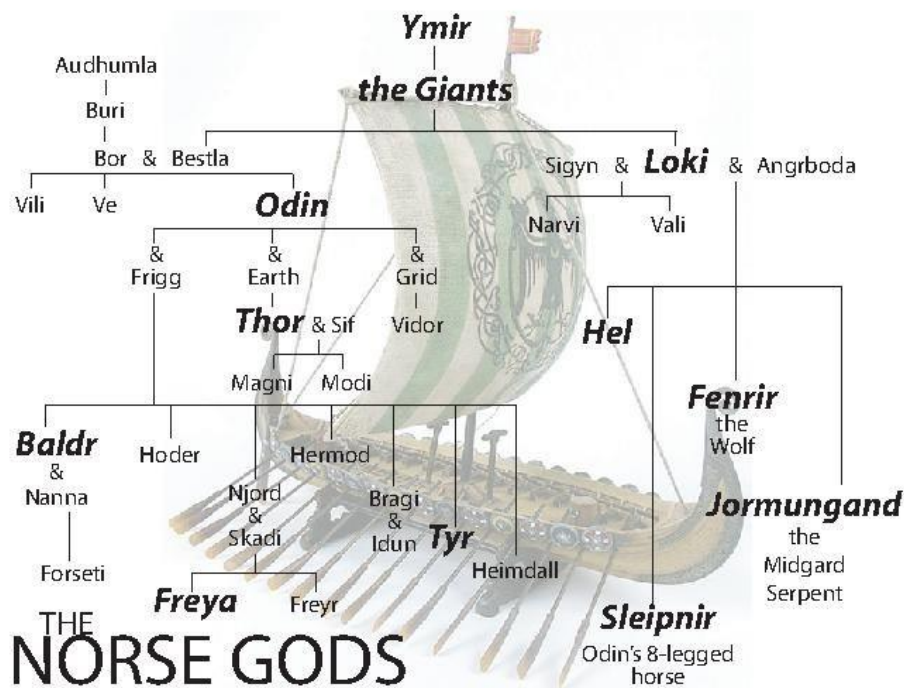 Ymir
Audhumla
the Giants
Buri
Bor & Bestla
Sigyn & Loki & Angrboda
Vili Ve Odin
Narvi Vali
& & &
Frigg Earth Grid
Thor & Sif Vidor
Hel
Magni Modi
Fenrir
the
Wolf
Baldr Hoder Hermod
&
Nanna
Njord Bragi
& &
Skadi Idun Tyr
Jormungand
the
Midgard
Serpent
Forseti Heimdall
Freya Freyr
Sleipnir
Odin's 8-legged
horse
THE
NORSE GODS